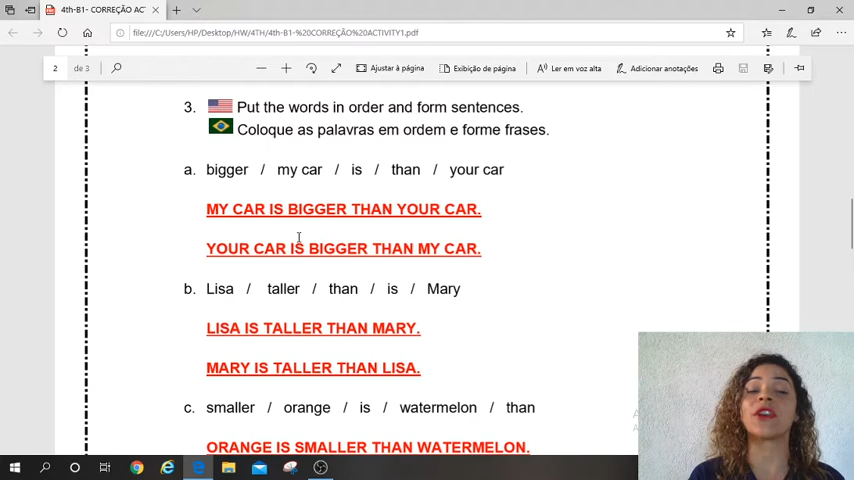 4th-B1- CORREÇÃO AC
file:///C:/Users/HP/Desktop/HW/4TH/4th-B1-%20CORREÇÃO%20ACTIVITY1.pdf
2 de 3 Ajustar à página Exibição de página Ler em voz alta Adicionar anotações
3. Put the words in order and form sentences.
Coloque as palavras em ordem e forme frases.
a. bigger / my car / is / than / your car
MY CAR IS BIGGER THAN YOUR CAR.
YOUR CAR IS BIGGER THAN MY CAR.
b. Lisa / taller / than / is / Mary
LISA IS TALLER THAN MARY.
MARY IS TALLER THAN LISA.
c. smaller / orange / is / watermelon / than
ORANGE IS SMALLER THAN WATERMELON.